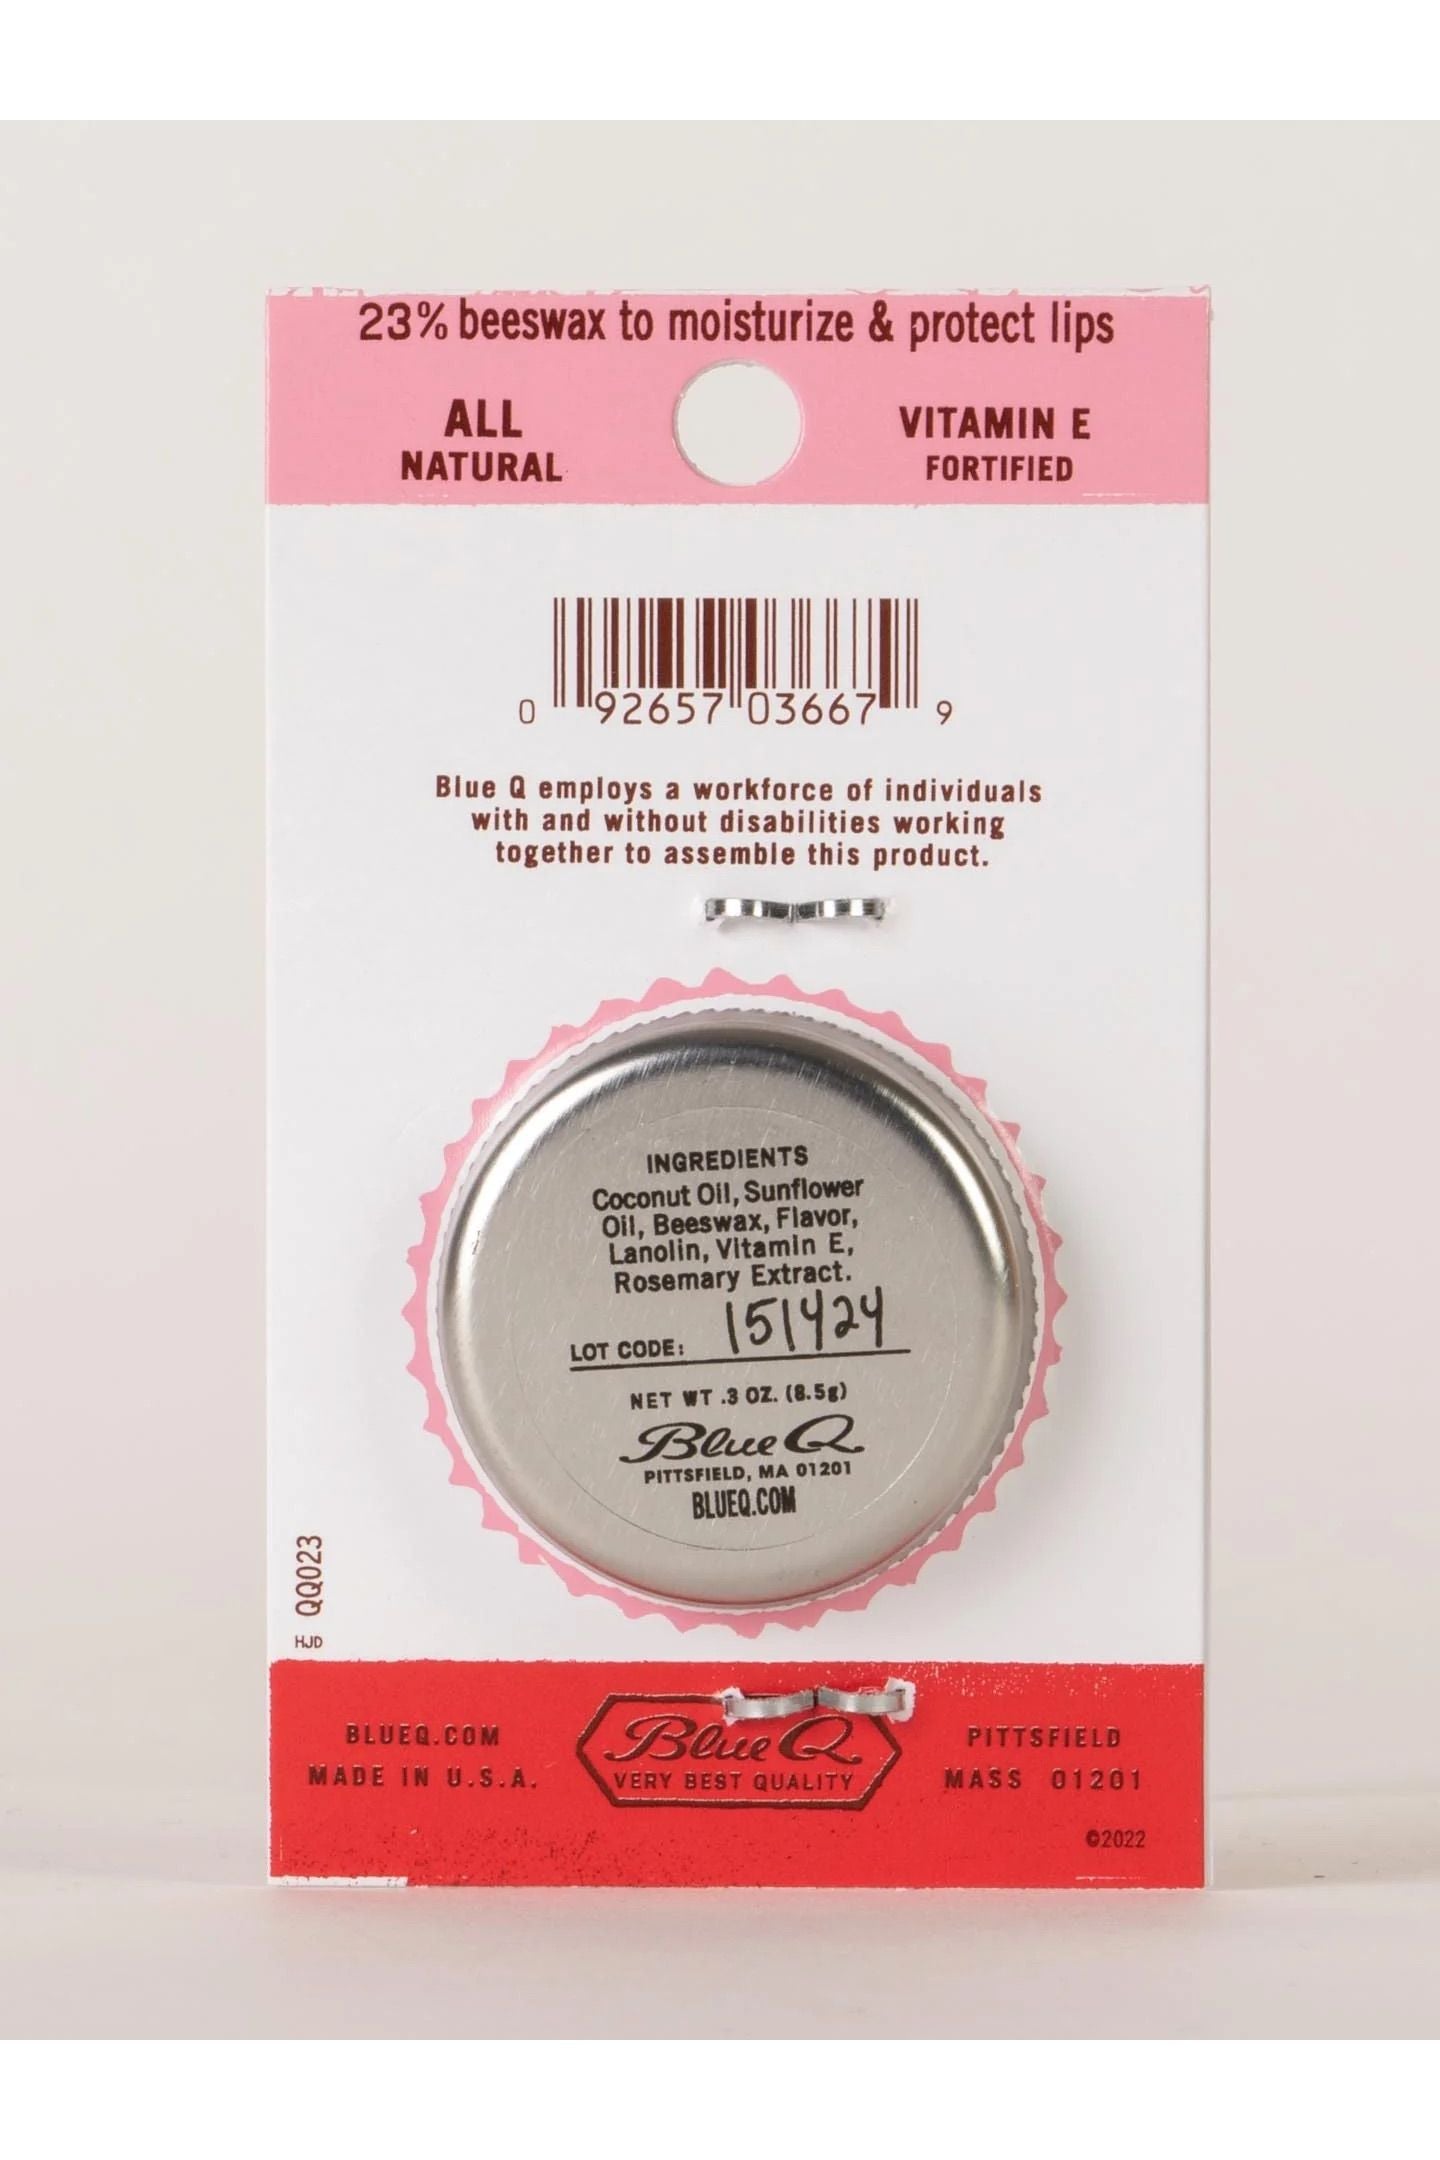 23% beeswax to moisturize & protect lips
ALL
NATURAL
VITAMIN E
FORTIFIED
0 92657 03667 9
Blue Q employs a workforce of individuals
with and without disabilities working
together to assemble this product.
INGREDIENTS
Coconut Oil, Sunflower
Oil, Beeswax, Flavor,
Lanolin, Vitamin E,
Rosemary Extract.
LOT CODE: 151424
NET WT .3 OZ. (8.5g)
Blue Q
PITTSFIELD, MA 01201
BLUEQ.COM
QQ023
HJD
BLUEQ.COM
MADE IN U.S.A.
Blue Q
VERY BEST QUALITY
PITTSFIELD
MASS 01201
©2022